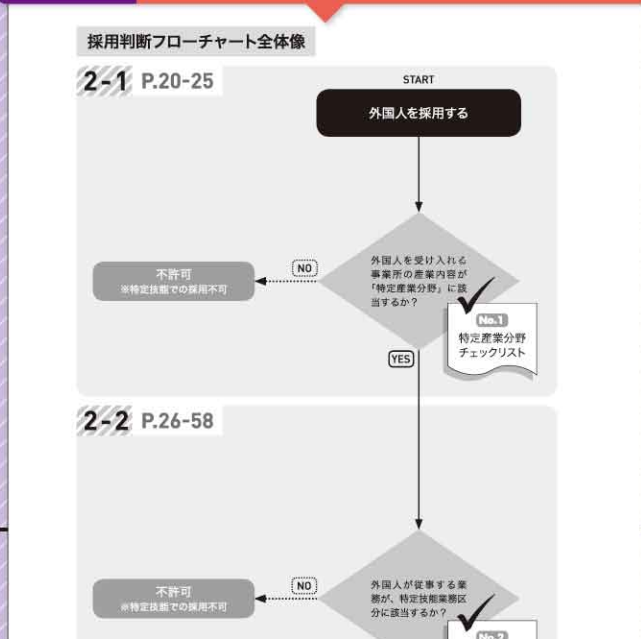 採用判断フローチャート全体像
2-1 P.20-25
START
外国人を採用する
外国人を受け入れる
事業所の産業内容が
「特定産業分野」に該
当するか？
NO
不許可
※特定技能での採用不可
No.1
特定産業分野
チェックリスト
YES
2-2 P.26-58
外国人が従事する業
務が、特定技能業務区
分に該当するか？
NO
不許可
※特定技能での採用不可
No.2